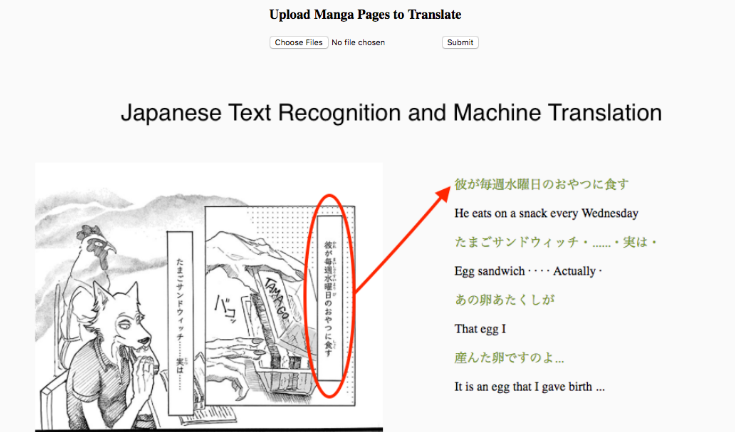 Upload Manga Pages to Translate
Choose Files No file chosen
Submit
Japanese Text Recognition and Machine Translation
彼が毎週水曜日のおやつに食す
たまごサンドウィッチ……実は……
TAMAGO
バコッ
彼が毎週水曜日のおやつに食す
He eats on a snack every Wednesday
たまごサンドウィッチ・……・実は・
Egg sandwich · · · · Actually ·
あの卵あたくしが
That egg I
産んた卵ですのよ...
It is an egg that I gave birth ...